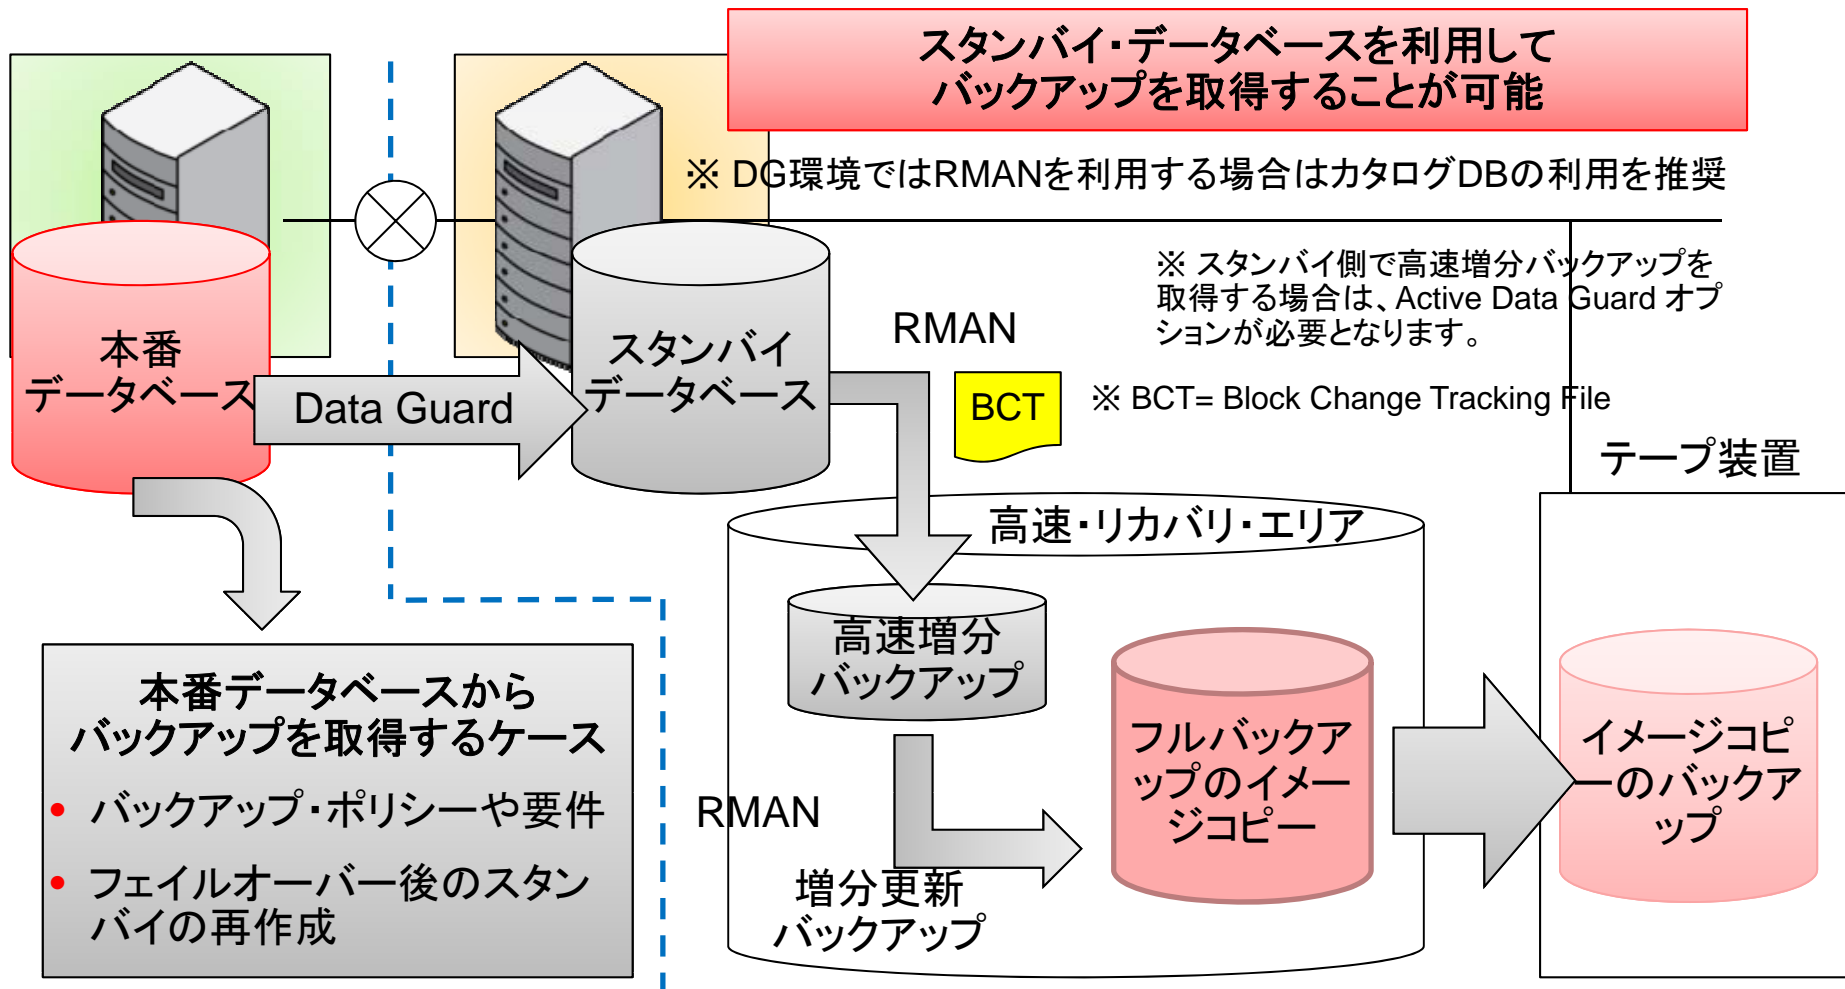 スタンバイ・データベースを利用して
バックアップを取得することが可能
※ DG環境ではRMANを利用する場合はカタログDBの利用を推奨
※ スタンバイ側で高速増分バックアップを
取得する場合は、Active Data Guard オプ
ションが必要となります。
本番
データベース
Data Guard
スタンバイ
データベース
RMAN
BCT
※ BCT= Block Change Tracking File
テープ装置
高速・リカバリ・エリア
高速増分
バックアップ
本番データベースから
バックアップを取得するケース
• バックアップ・ポリシーや要件
• フェイルオーバー後のスタン
バイの再作成
RMAN
増分更新
バックアップ
フルバックア
ップのイメー
ジコピー
イメージコピ
ーのバックア
ップ